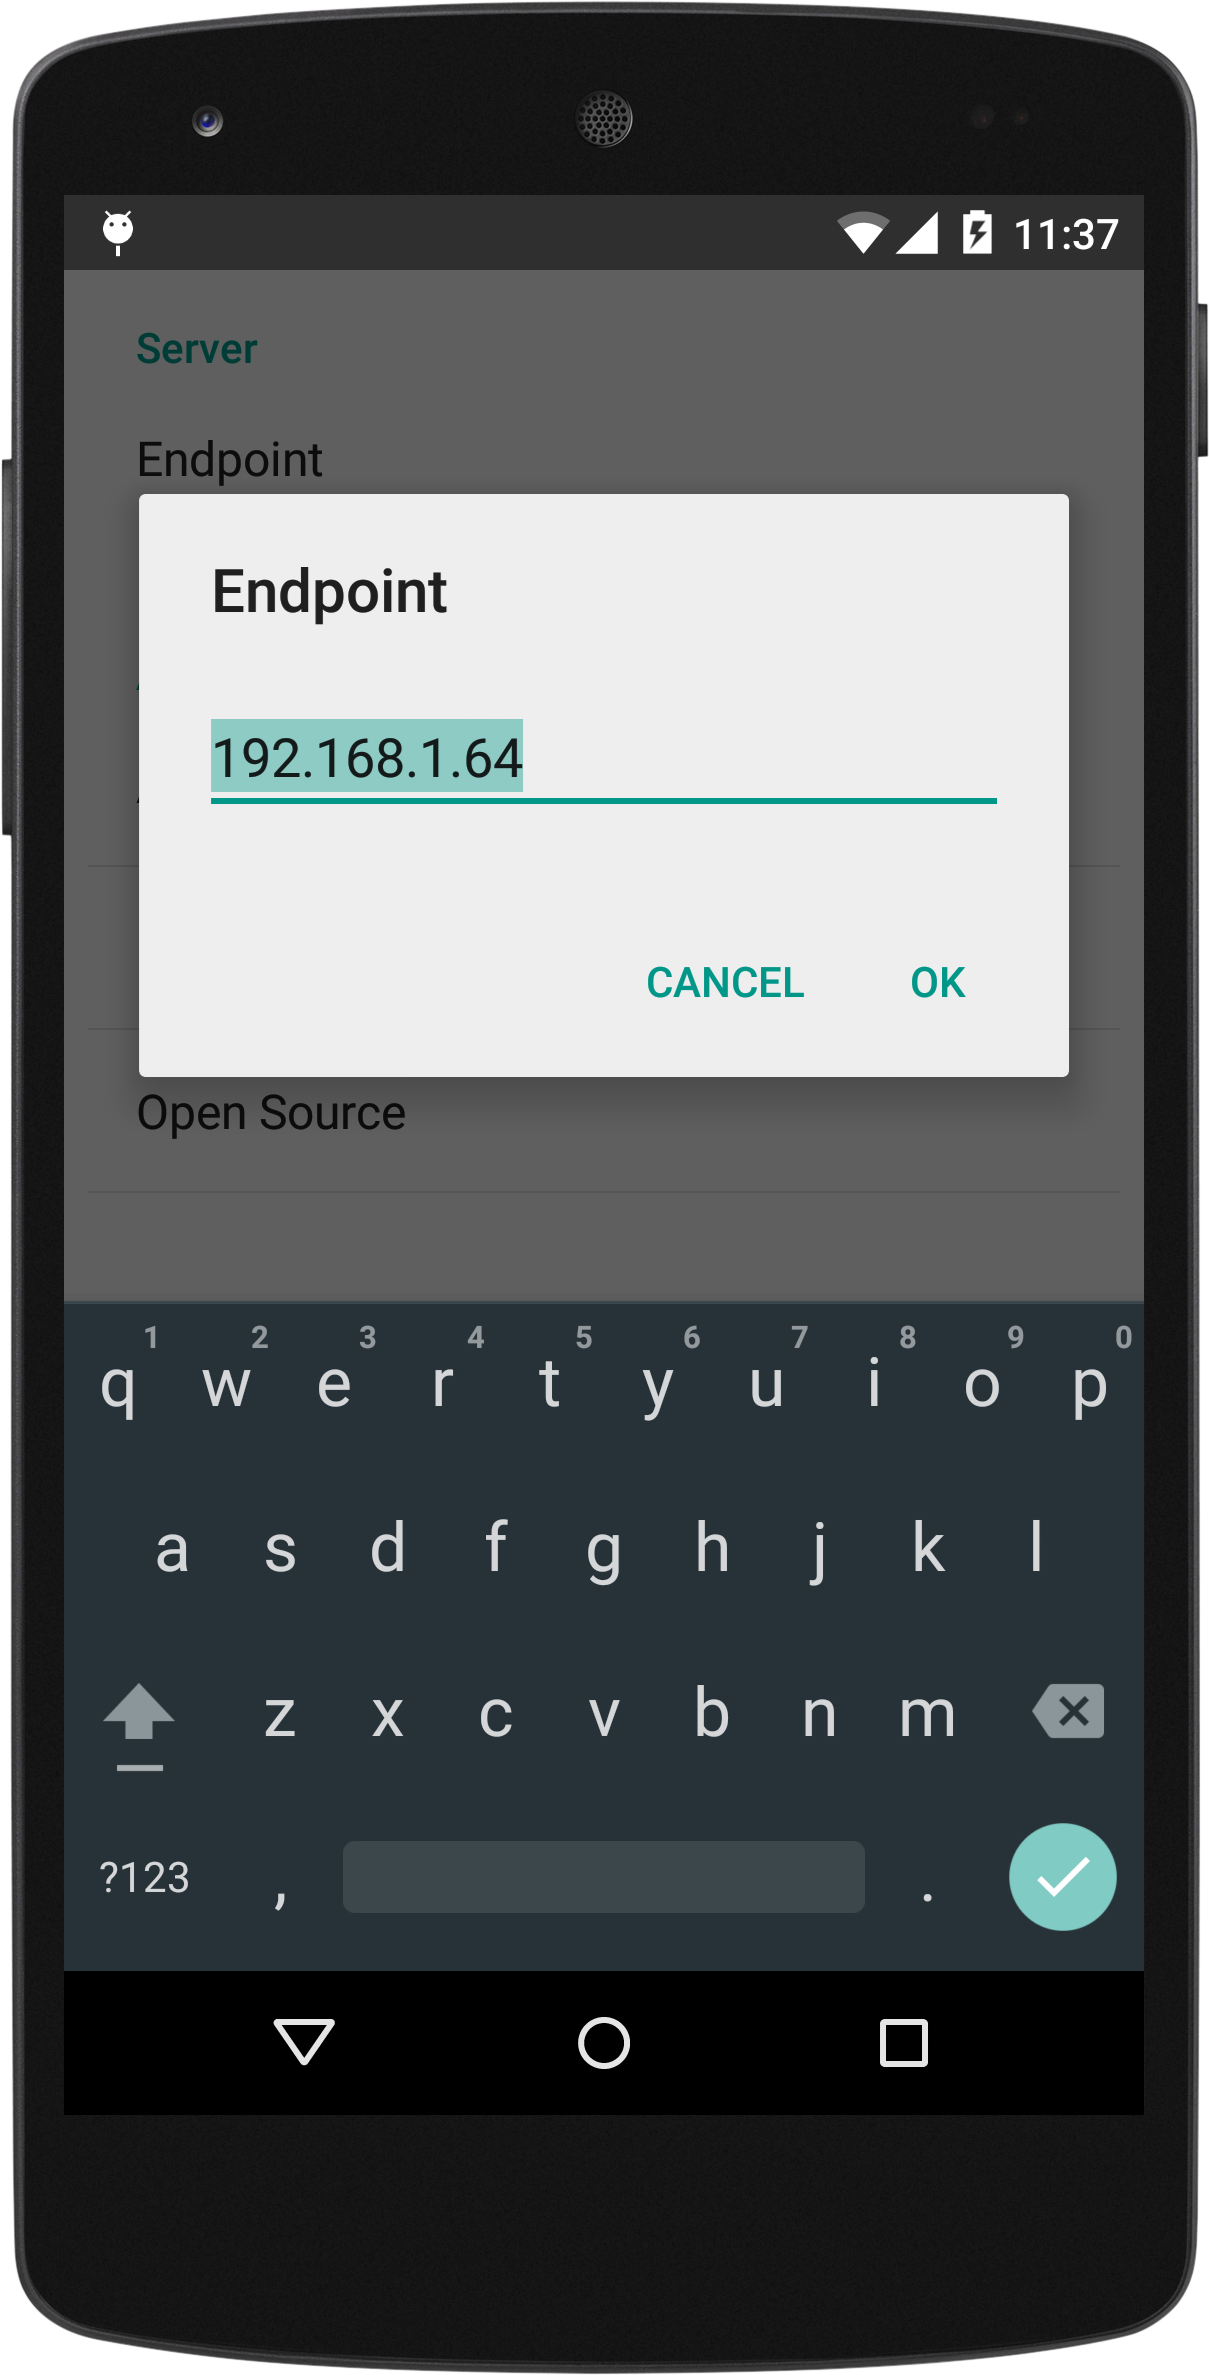 11:37
Server
Endpoint
Endpoint
192.168.1.64
CANCEL OK
Open Source
1 2 3 4 5 6 7 8 9 0
q w e r t y u i o p
a s d f g h j k l
z x c v b n m
?123 , .